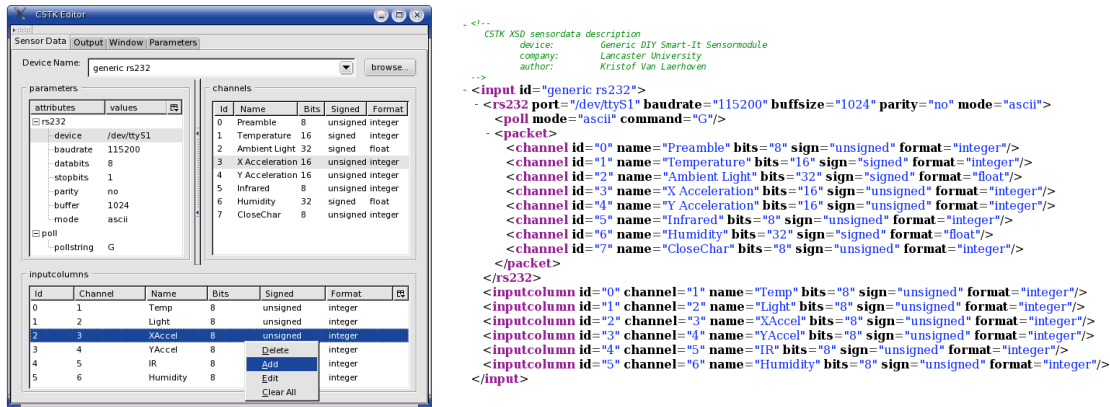 CSTK Editor
Sensor Data Output Window Parameters
Device Name: generic rs232 browse...
parameters
attributes values
rs232
device /dev/ttyS1
baudrate 115200
databits 8
stopbits 1
parity no
buffer 1024
mode ascii
poll
pollstring G
channels
Id Name Bits Signed Format
0 Preamble 8 unsigned integer
1 Temperature 16 signed integer
2 Ambient Light 32 signed float
3 X Acceleration 16 unsigned integer
4 Y Acceleration 16 unsigned integer
5 Infrared 8 unsigned integer
6 Humidity 32 signed float
7 CloseChar 8 unsigned integer
inputcolumns
Id Channel Name Bits Signed Format
0 1 Temp 8 unsigned integer
1 2 Light 8 unsigned integer
2 3 XAccel 8 unsigned integer
3 4 YAccel 8 integer
4 5 IR 8 integer
5 6 Humidity 8 integer
Delete
Add
Edit
Clear All
- <!--
CSTK XSD sensordata description
device: Generic DIY Smart-It Sensormodule
company: Lancaster University
author: Kristof Van Laerhoven
-->
- <input id="generic rs232">
- <rs232 port="/dev/ttyS1" baudrate="115200" buffsize="1024" parity="no" mode="ascii">
<poll mode="ascii" command="G"/>
- <packet>
<channel id="0" name="Preamble" bits="8" sign="unsigned" format="integer"/>
<channel id="1" name="Temperature" bits="16" sign="signed" format="integer"/>
<channel id="2" name="Ambient Light" bits="32" sign="signed" format="float"/>
<channel id="3" name="X Acceleration" bits="16" sign="unsigned" format="integer"/>
<channel id="4" name="Y Acceleration" bits="16" sign="unsigned" format="integer"/>
<channel id="5" name="Infrared" bits="8" sign="unsigned" format="integer"/>
<channel id="6" name="Humidity" bits="32" sign="signed" format="float"/>
<channel id="7" name="CloseChar" bits="8" sign="unsigned" format="integer"/>
</packet>
</rs232>
<inputcolumn id="0" channel="1" name="Temp" bits="8" sign="unsigned" format="integer"/>
<inputcolumn id="1" channel="2" name="Light" bits="8" sign="unsigned" format="integer"/>
<inputcolumn id="2" channel="3" name="XAccel" bits="8" sign="unsigned" format="integer"/>
<inputcolumn id="3" channel="4" name="YAccel" bits="8" sign="unsigned" format="integer"/>
<inputcolumn id="4" channel="5" name="IR" bits="8" sign="unsigned" format="integer"/>
<inputcolumn id="5" channel="6" name="Humidity" bits="8" sign="unsigned" format="integer"/>
</input>